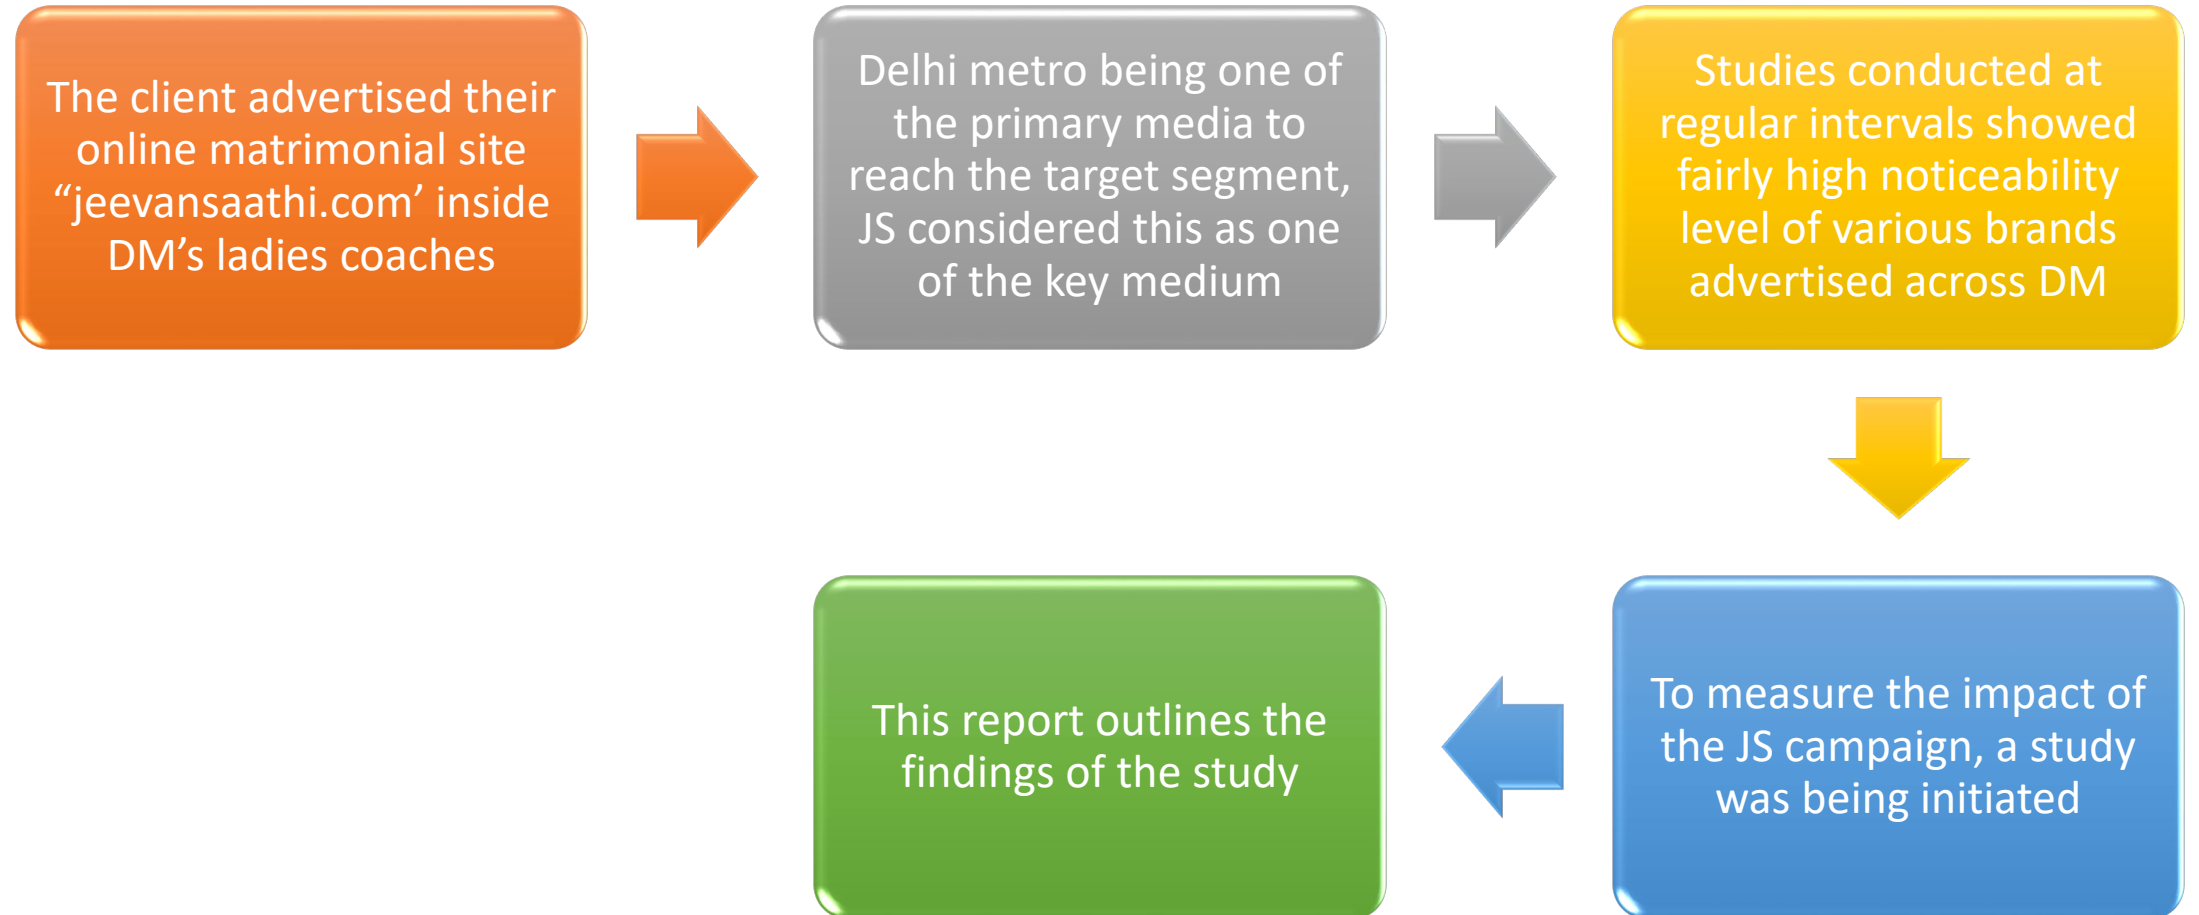 The client advertised their
online matrimonial site
“jeevansaathi.com’ inside
DM’s ladies coaches
Delhi metro being one of
the primary media to
reach the target segment,
JS considered this as one
of the key medium
Studies conducted at
regular intervals showed
fairly high noticeability
level of various brands
advertised across DM
To measure the impact of
the JS campaign, a study
was being initiated
This report outlines the
findings of the study